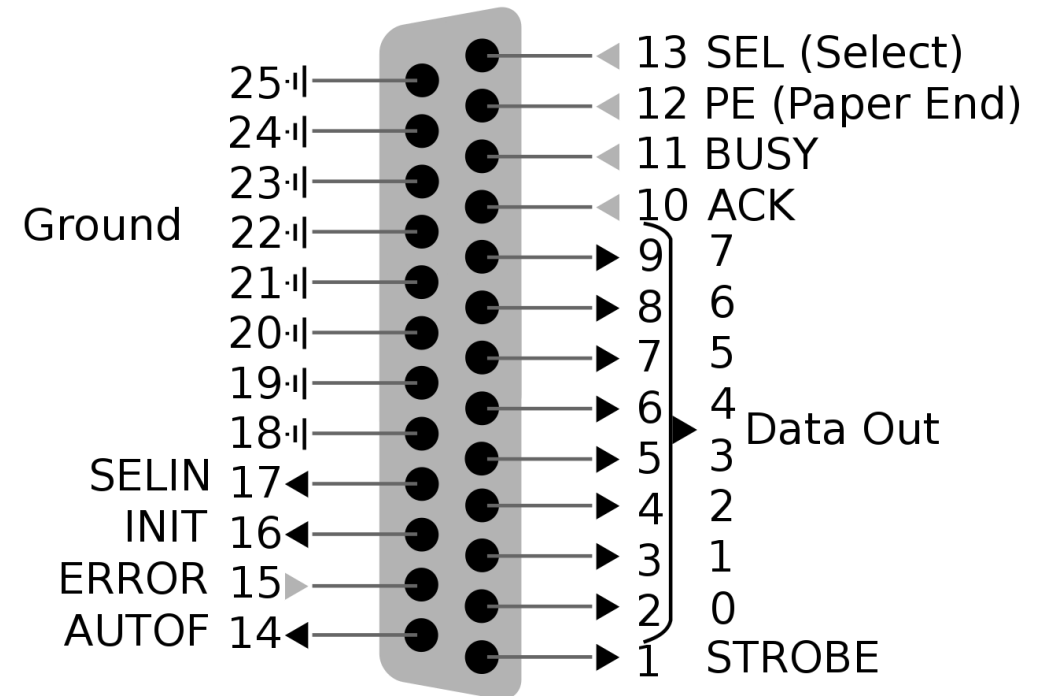 13 SEL (Select)
12 PE (Paper End)
11 BUSY
10 ACK
9 7
8 6
7 5
6 4
5 3
4 2
3 1
2 0
Data Out
1 STROBE
25
24
23
22
21
20
19
18
Ground
SELIN 17
INIT 16
ERROR 15
AUTOF 14